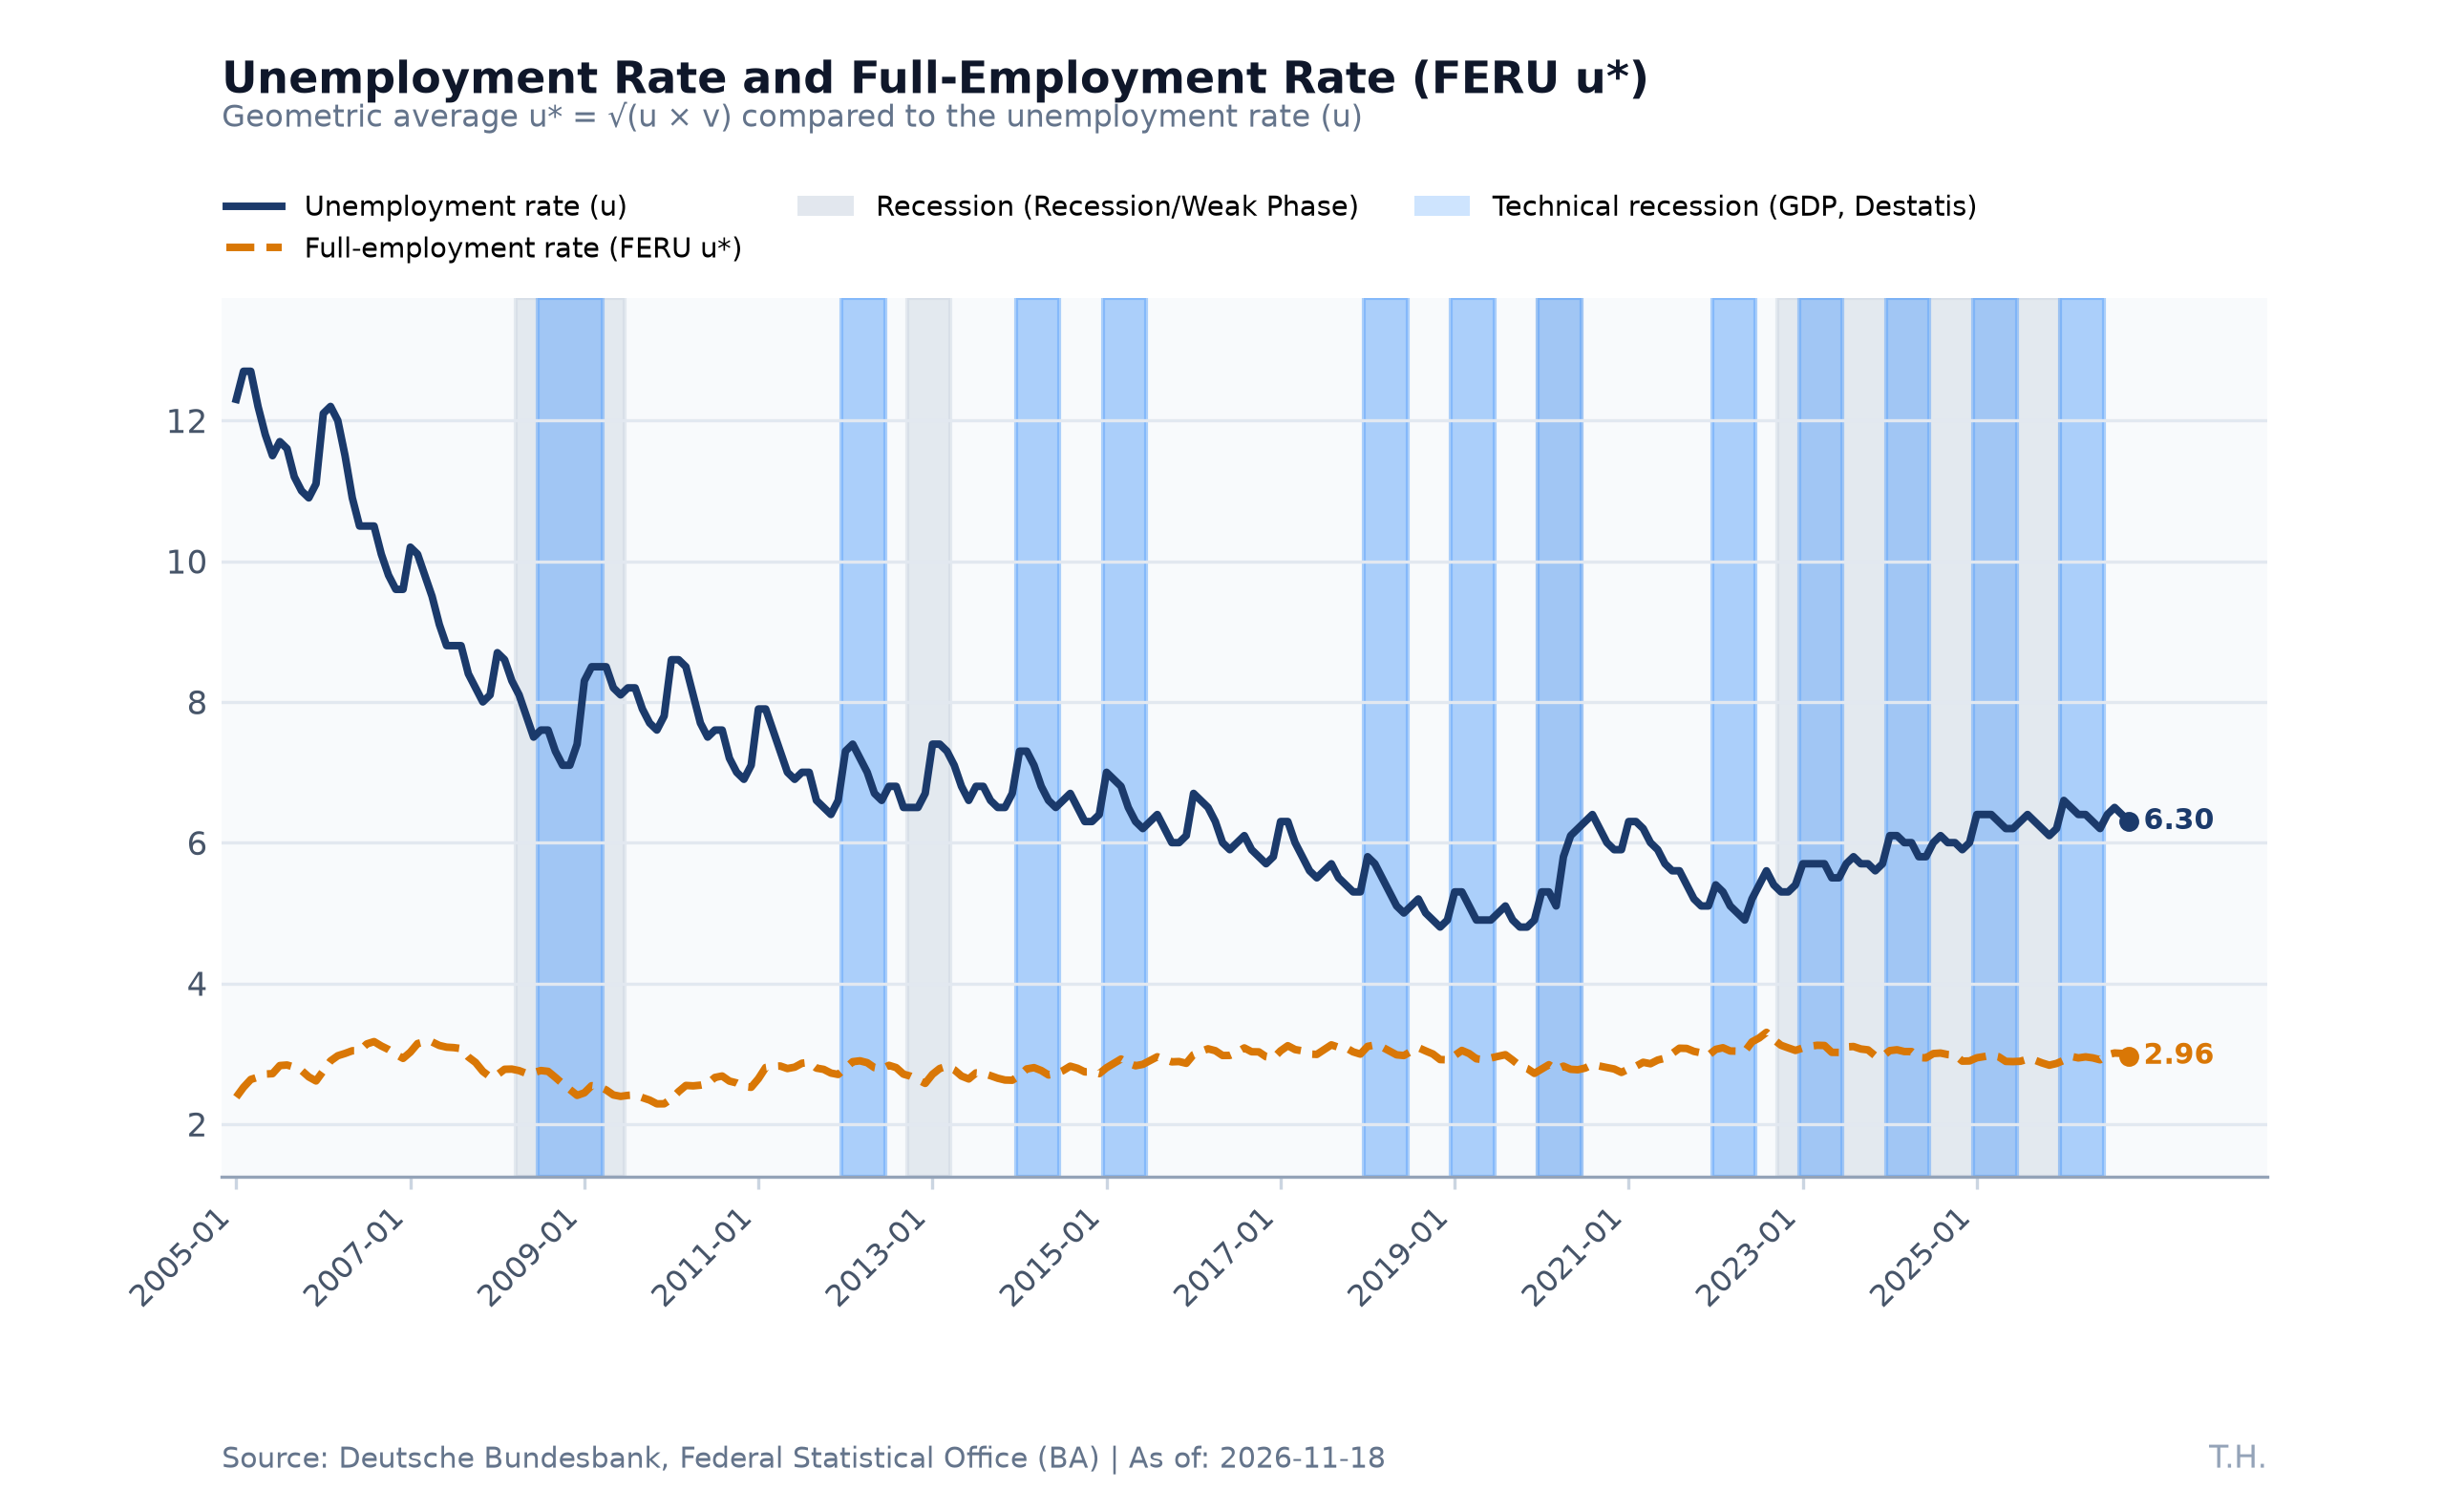 Unemployment Rate and Full-Employment Rate (FERU u*)
Geometric average u* = √(u × v) compared to the unemployment rate (u)
Unemployment rate (u)
Full-employment rate (FERU u*)
Recession (Recession/Weak Phase)
Technical recession (GDP, Destatis)
12
10
8
6
4
2
6.30
2.96
2005-01
2007-01
2009-01
2011-01
2013-01
2015-01
2017-01
2019-01
2021-01
2023-01
2025-01
Source: Deutsche Bundesbank, Federal Statistical Office (BA) | As of: 2026-11-18
T.H.